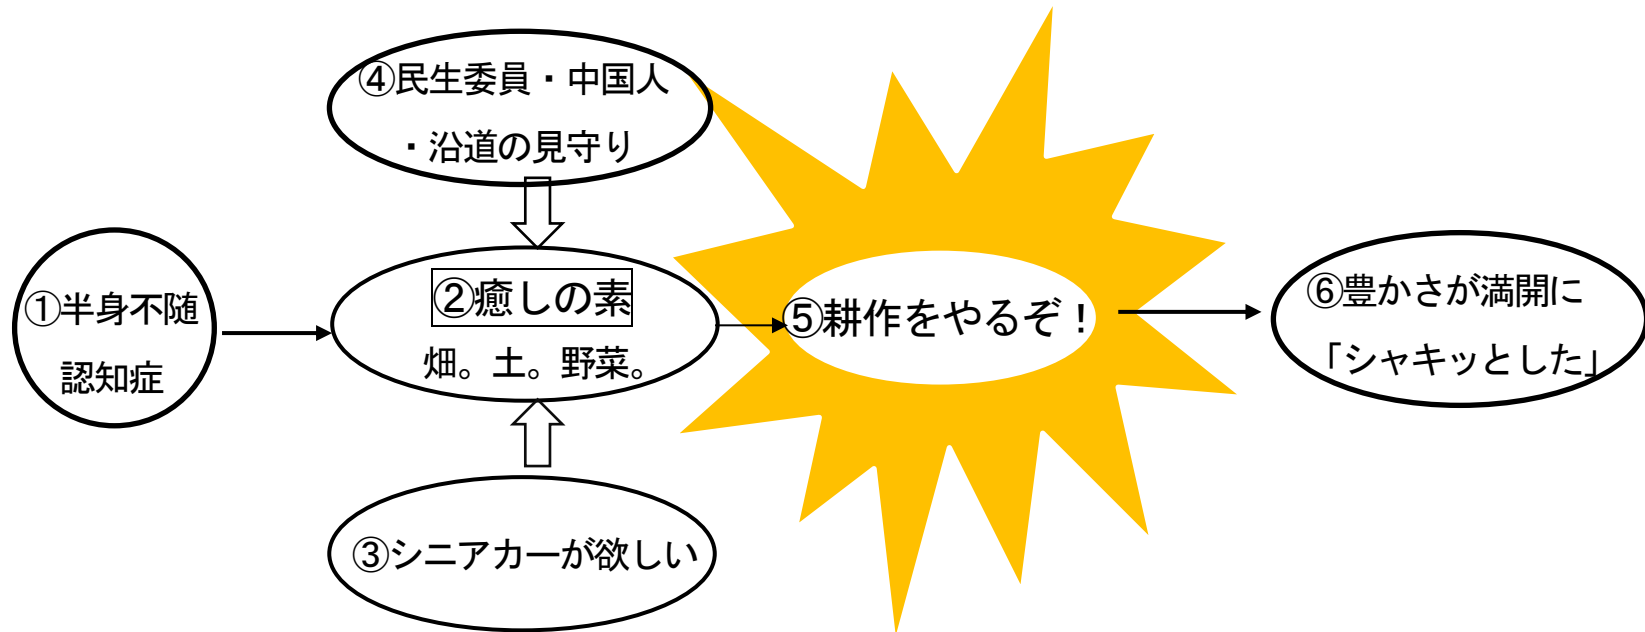 ④民生委員・中国人
・沿道の見守り
①半身不随
認知症
②癒しの素
畑。土。野菜。
⑤耕作をやるぞ！
⑥豊かさが満開に
「シャキッとした」
③シニアカーが欲しい